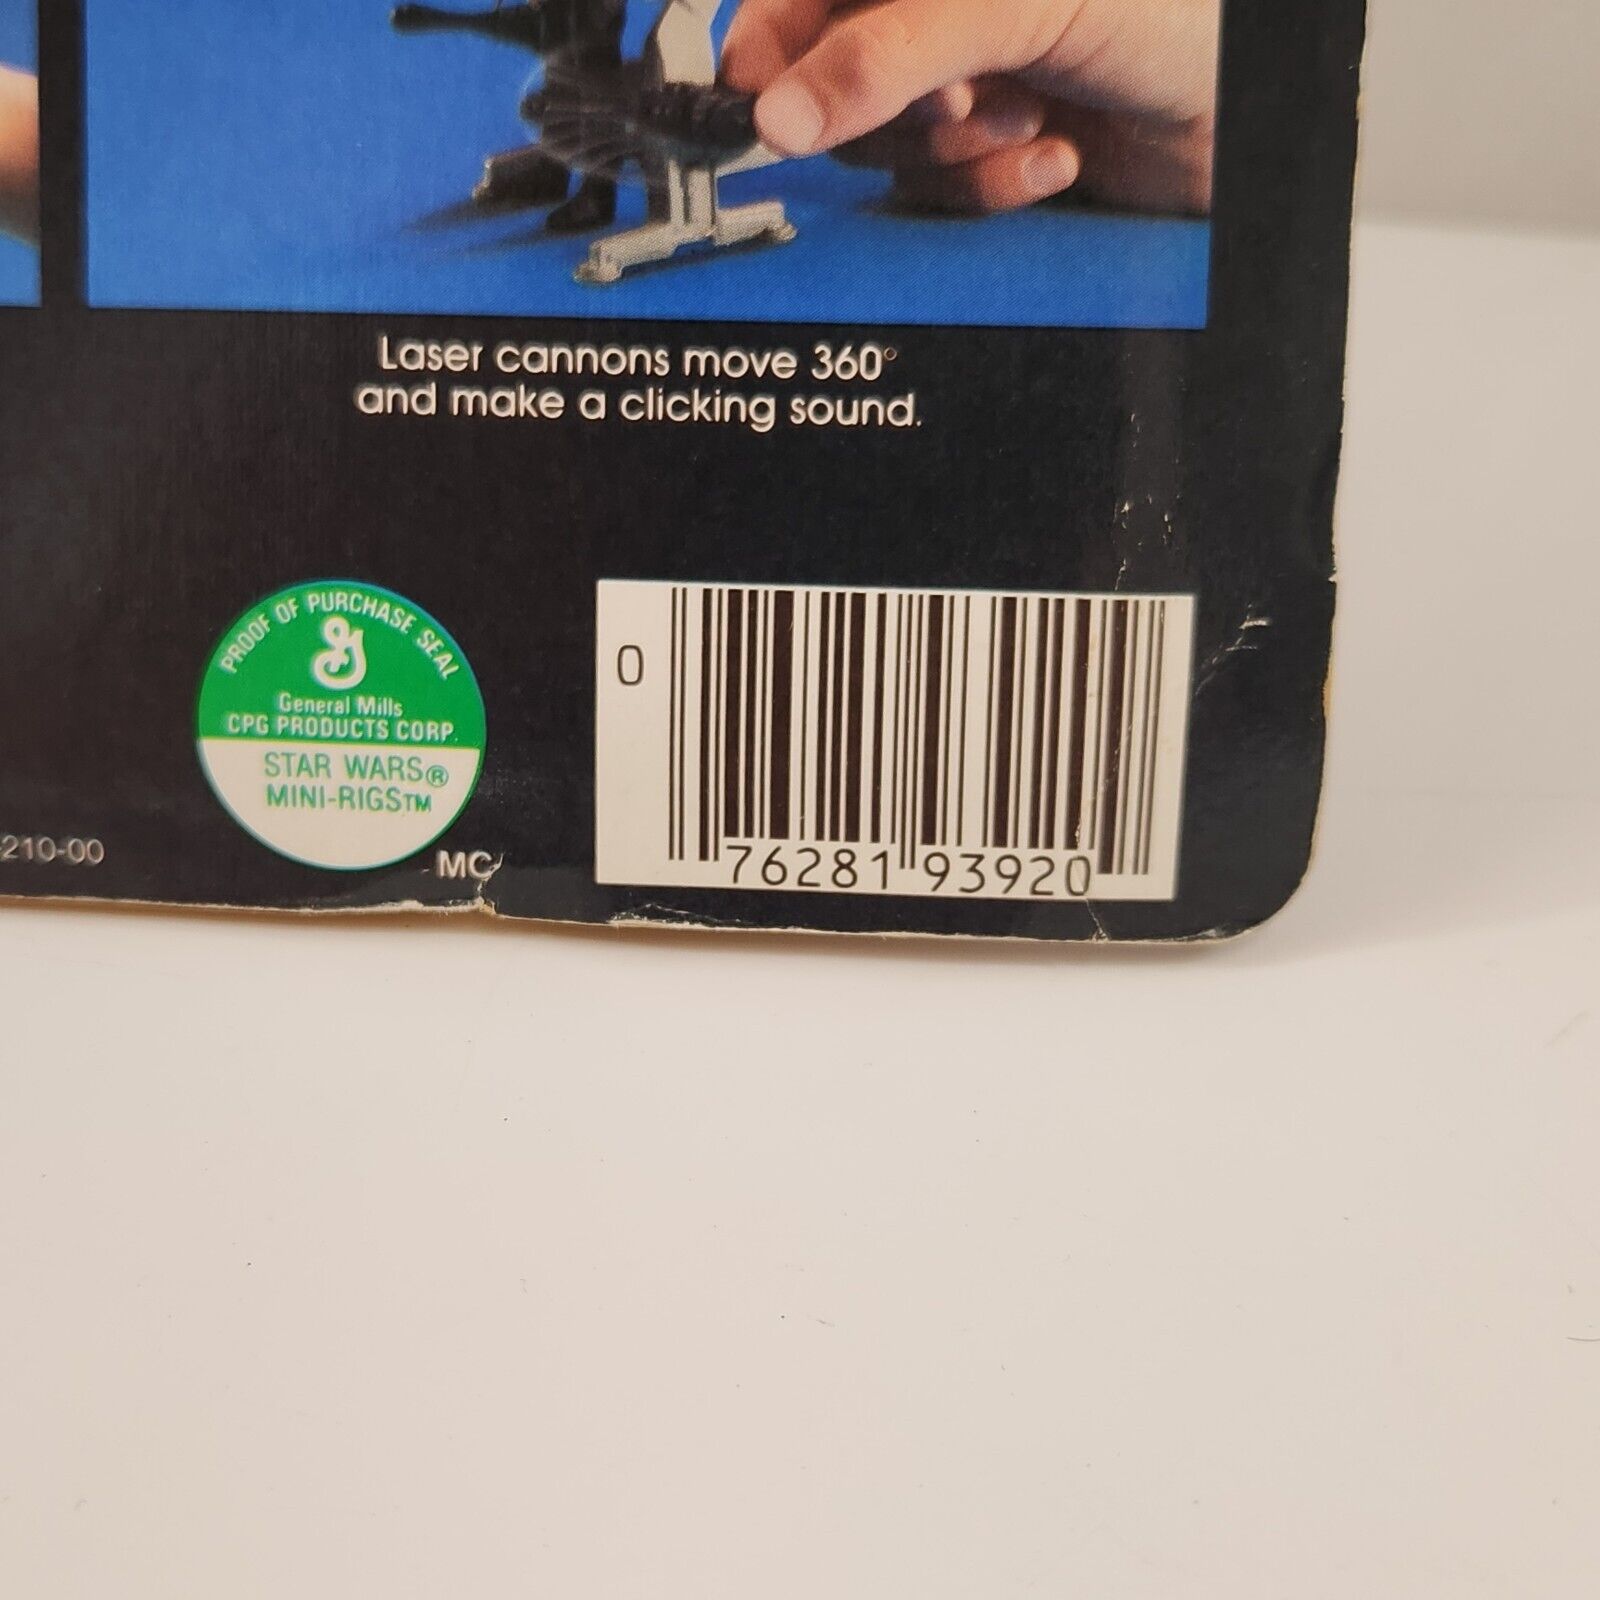 Laser cannons move 360°
and make a clicking sound.
PROOF OF PURCHASE SEAL
G
General Mills
CPG PRODUCTS CORP.
STAR WARS®
MINI-RIGS™
-210-00
MC
0
76281 93920